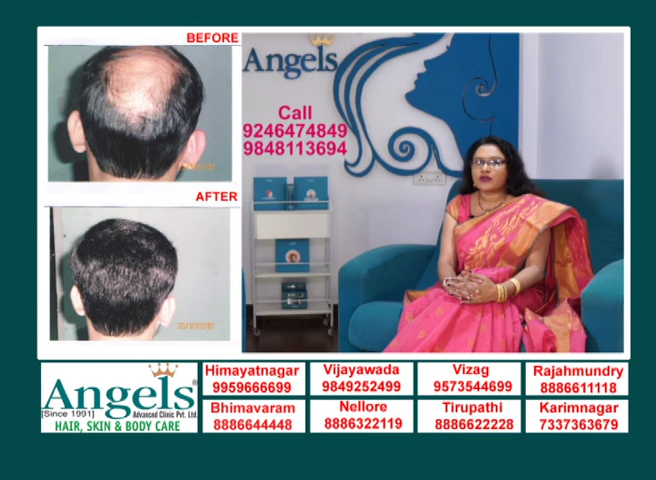 BEFORE
AFTER
Angels
Call
9246474849
9848113694
Angels®
[Since 1991] Advanced Clinic Pvt. Ltd.
HAIR, SKIN & BODY CARE
Himayatnagar
9959666699
Vijayawada
9849252499
Vizag
9573544699
Rajahmundry
8886611118
Bhimavaram
8886644448
Nellore
8886322119
Tirupathi
8886622228
Karimnagar
7337363679